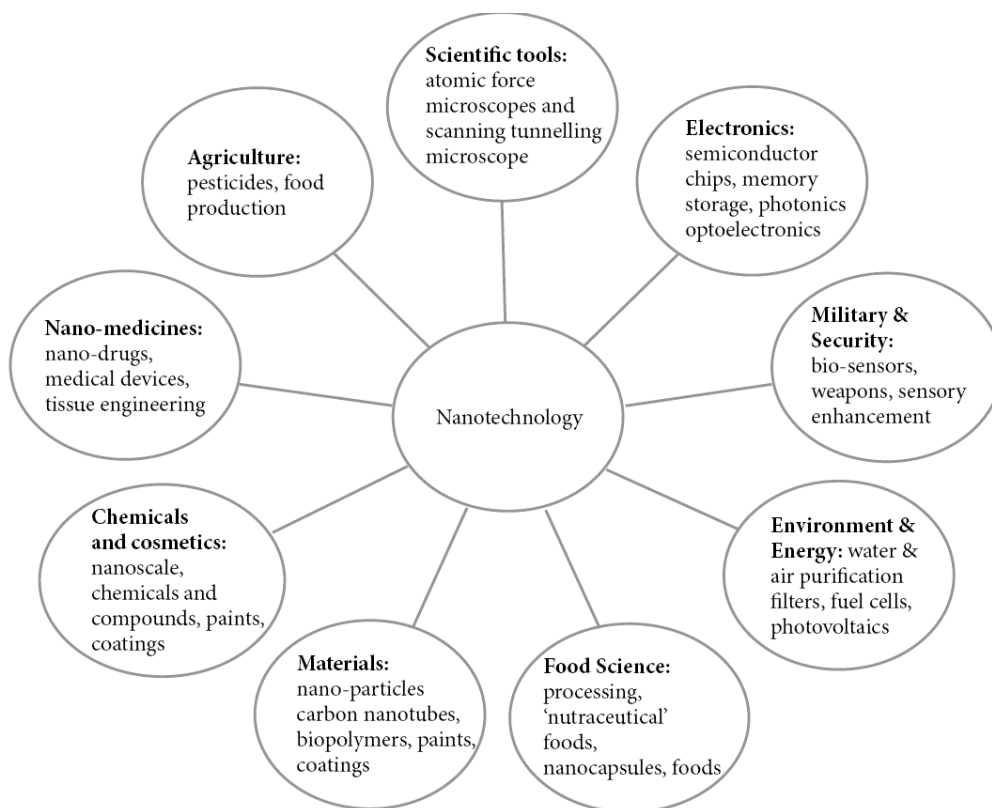 Scientific tools:
atomic force
microscopes and
scanning tunnelling
microscope
Electronics:
semiconductor
chips, memory
storage, photonics
optoelectronics
Military &
Security:
bio-sensors,
weapons, sensory
enhancement
Environment &
Energy: water &
air purification
filters, fuel cells,
photovoltaics
Food Science:
processing,
‘nutraceutical’
foods,
nanocapsules, foods
Materials:
nano-particles
carbon nanotubes,
biopolymers, paints,
coatings
Chemicals
and cosmetics:
nanoscale,
chemicals and
compounds, paints,
coatings
Nano-medicines:
nano-drugs,
medical devices,
tissue engineering
Agriculture:
pesticides, food
production
Nanotechnology